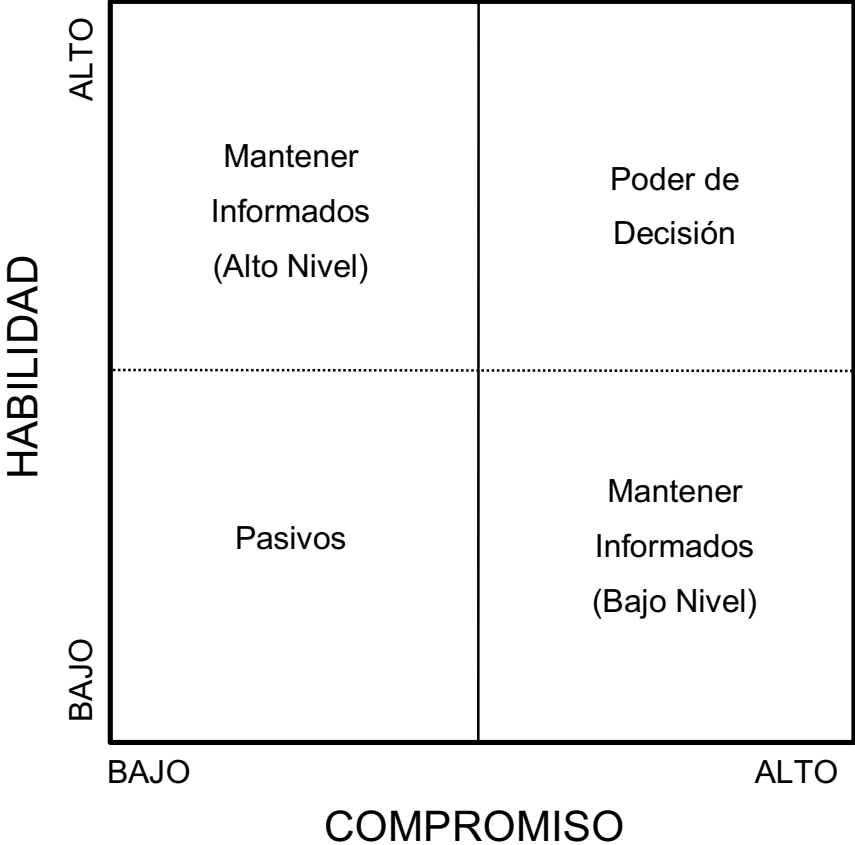 ALTO
Mantener
Informados
(Alto Nivel)
Poder de
Decisión
HABILIDAD
Pasivos
Mantener
Informados
(Bajo Nivel)
BAJO
BAJO
ALTO
COMPROMISO